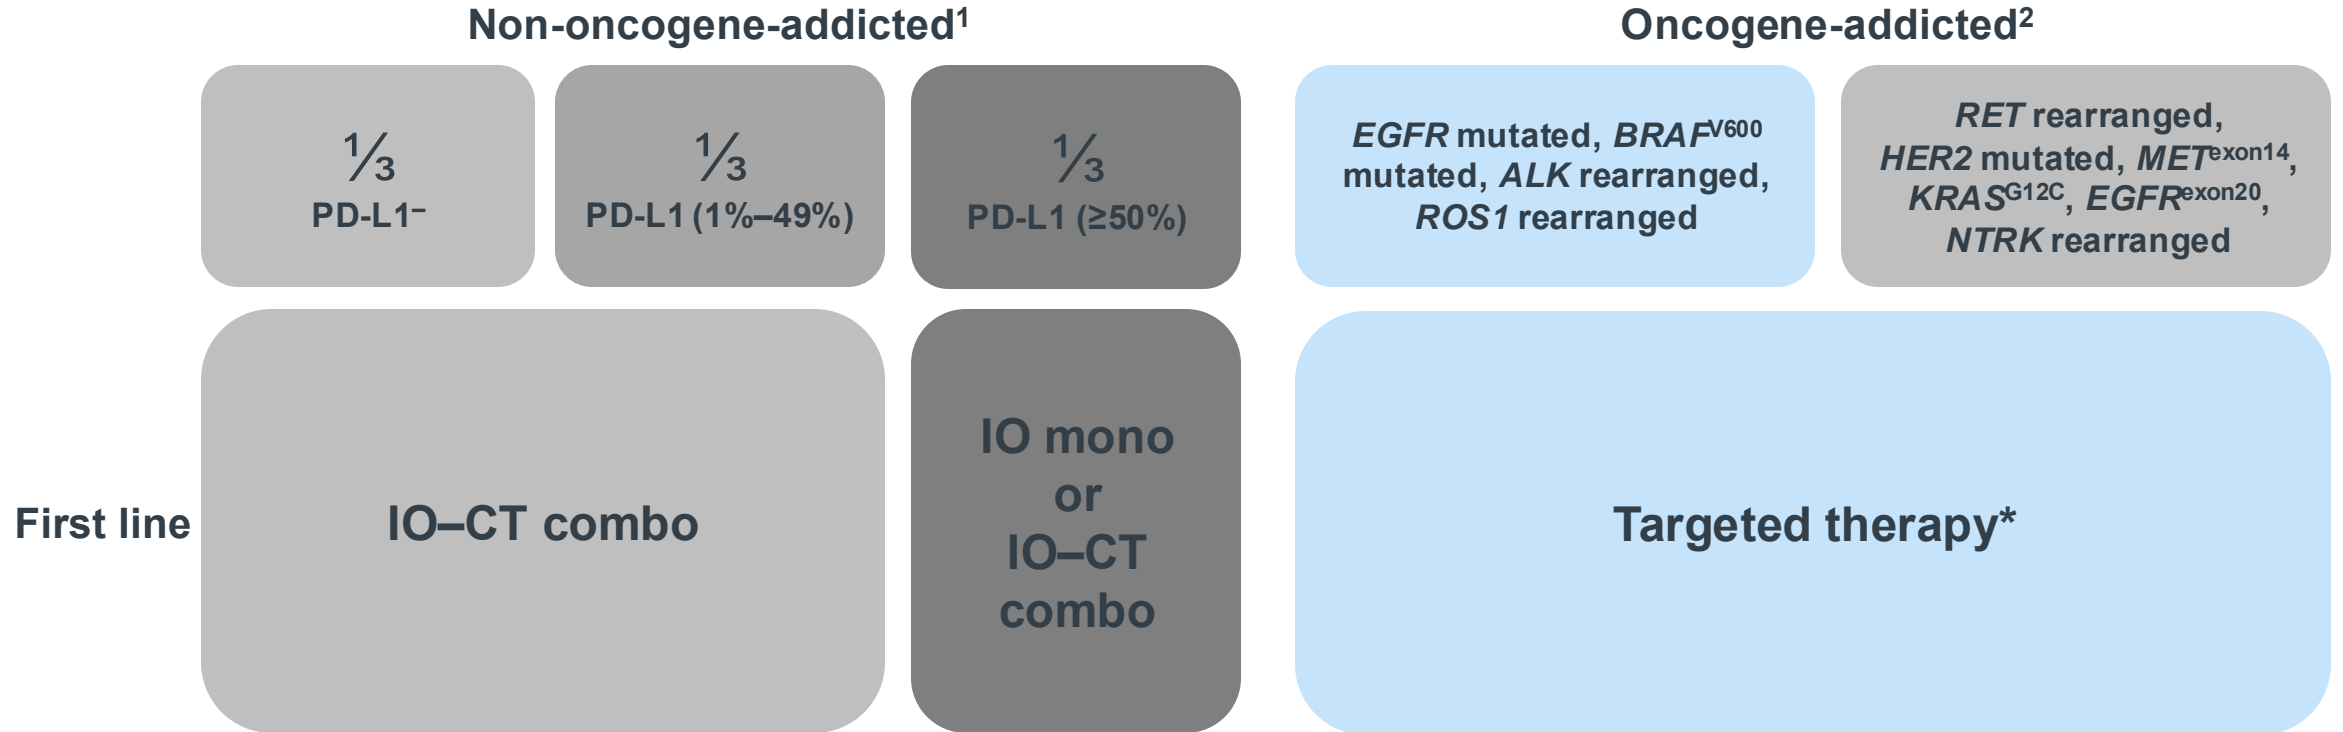 Non-oncogene-addicted¹
Oncogene-addicted²
⅓
PD-L1⁻
⅓
PD-L1 (1%–49%)
⅓
PD-L1 (≥50%)
EGFR mutated, BRAFV600
mutated, ALK rearranged,
ROS1 rearranged
RET rearranged,
HER2 mutated, METexon14,
KRASG12C, EGFRexon20,
NTRK rearranged
First line
IO–CT combo
IO mono
or
IO–CT
combo
Targeted therapy*